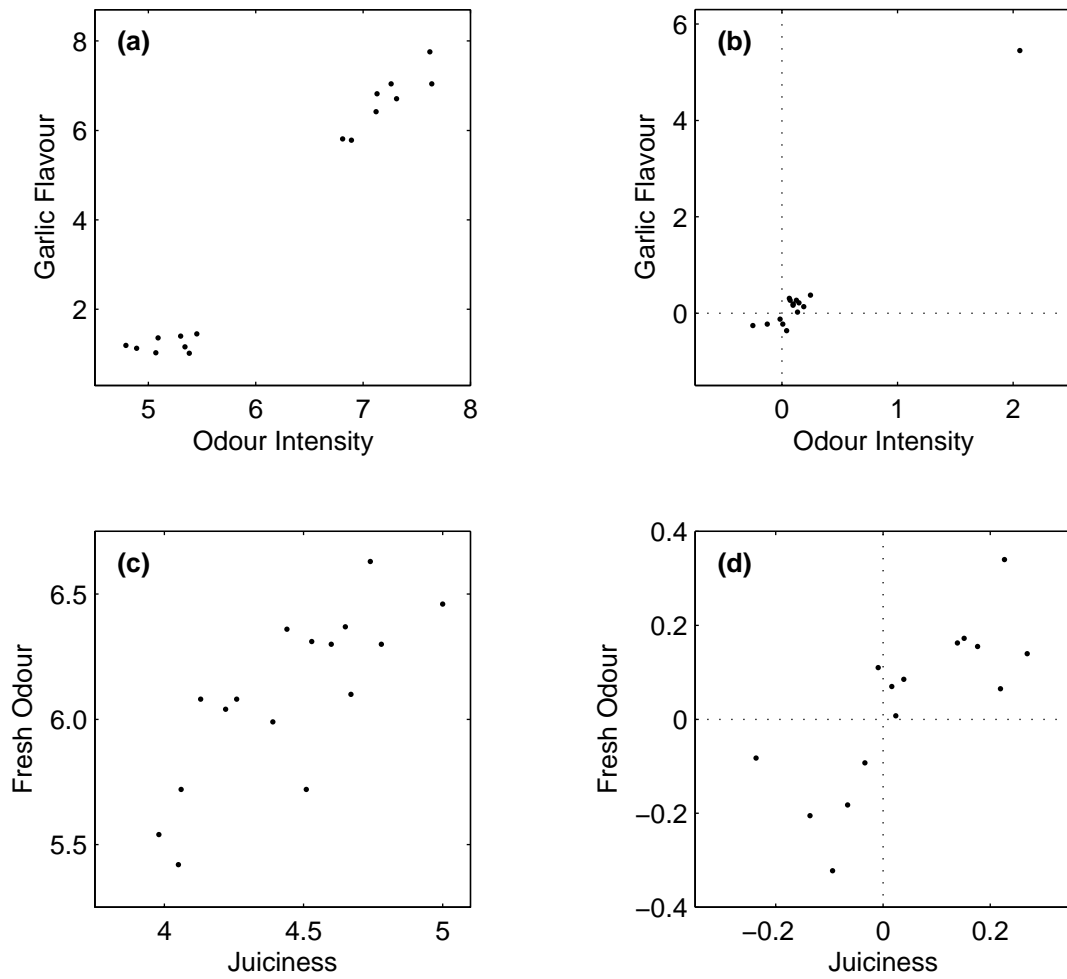 (a)
8
6
4
2
Garlic Flavour
5 6 7 8
Odour Intensity
(b)
6
4
2
0
Garlic Flavour
0 1 2
Odour Intensity
(c)
6.5
6.0
5.5
Fresh Odour
4 4.5 5
Juiciness
(d)
0.4
0.2
0
−0.2
−0.4
Fresh Odour
−0.2 0 0.2
Juiciness